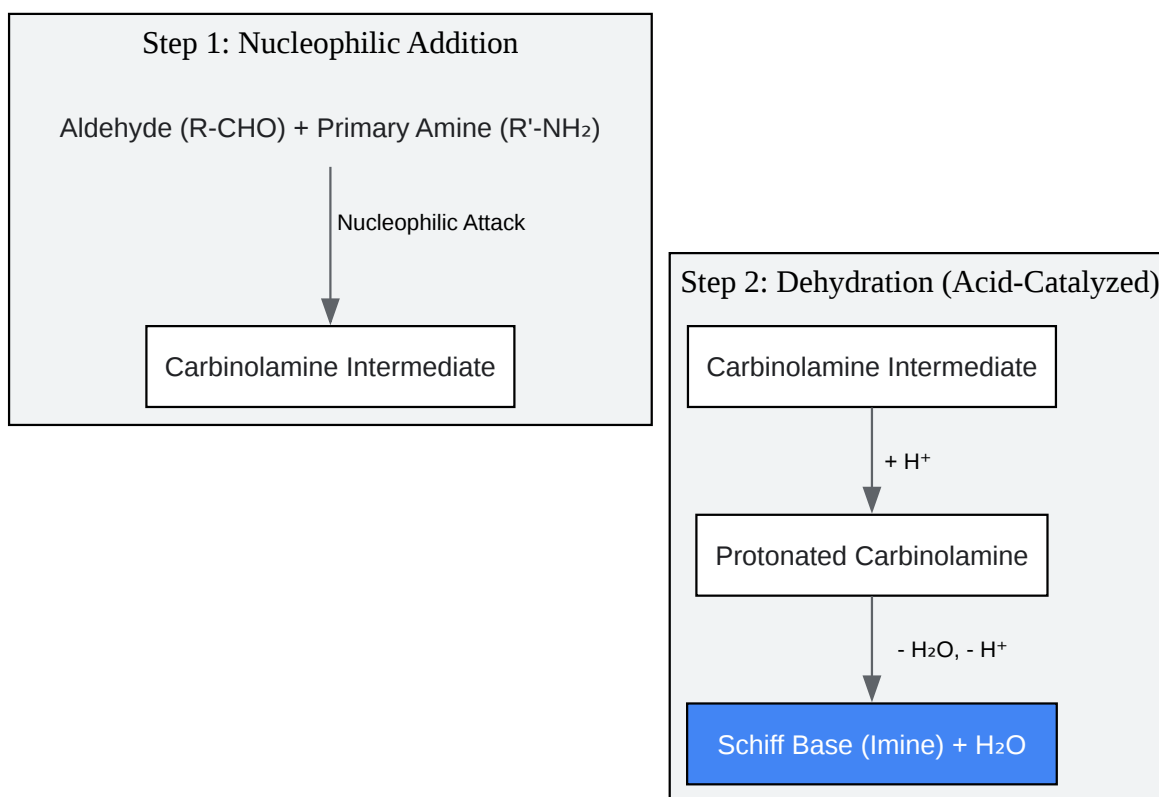 Step 1: Nucleophilic Addition
Aldehyde (R-CHO) + Primary Amine (R'-NH₂)
Nucleophilic Attack
Carbinolamine Intermediate
Step 2: Dehydration (Acid-Catalyzed)
Carbinolamine Intermediate
+ H⁺
Protonated Carbinolamine
- H₂O, - H⁺
Schiff Base (Imine) + H₂O